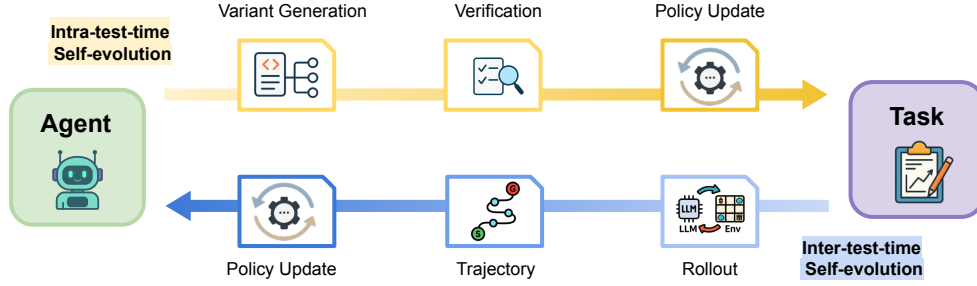 Variant Generation
Verification
Policy Update
Intra-test-time
Self-evolution
Agent
Task
G
S
LLM
LLM
Env
Policy Update
Trajectory
Rollout
Inter-test-time
Self-evolution